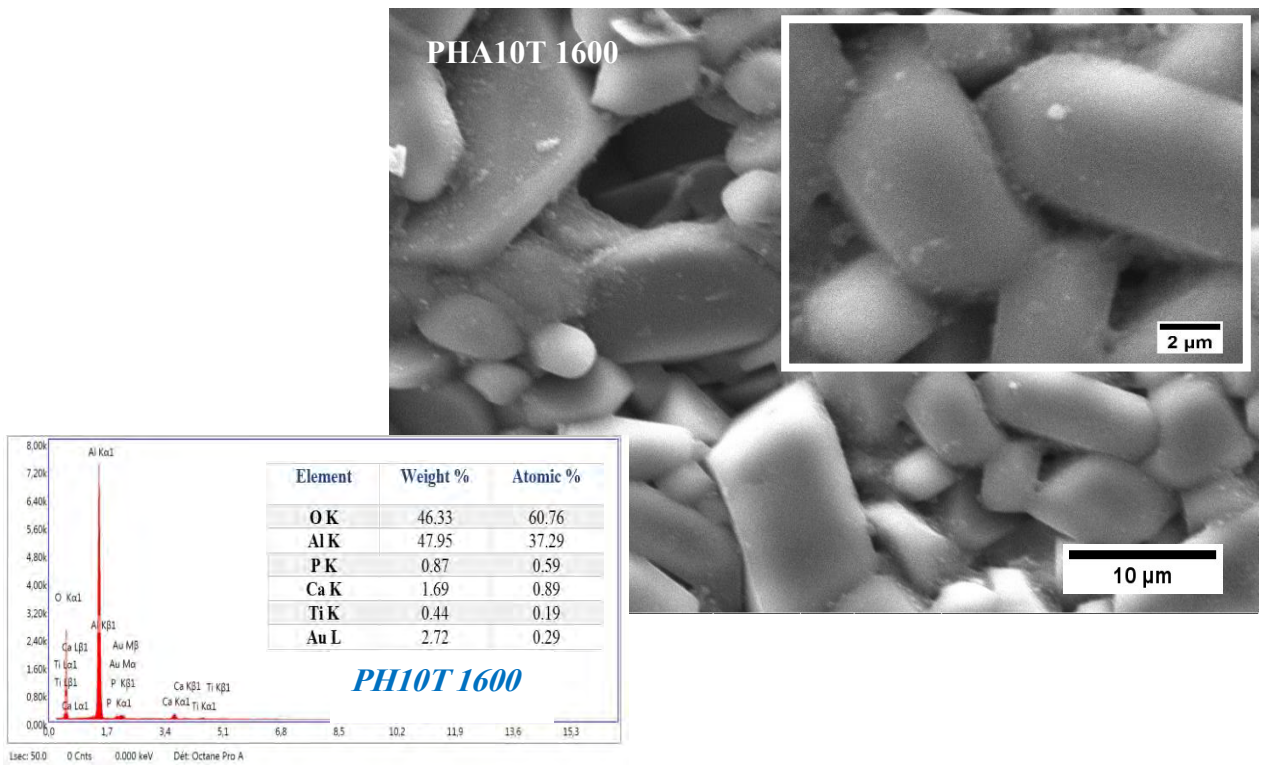 PHA10T 1600
2 µm
10 µm
8,00k
Al Kα1
7,20k
6,40k
5,60k
4,80k
4,00k
O Kα1
3,20k
Al Kβ1
2,40k
Ca Lβ1
Au Mβ
1.60k
Ti Lα1
Au Mα
Ti Lβ1
P Kβ1
Ca Kβ1
Ti Kβ1
0,80k
Ca Lα1
P Kα1
Ca Kα1
Ti Kα1
0,00k
0,0 1,7 3,4 5,1 6,8 8,5 10,2 11,9 13,6 15,3
Element Weight % Atomic %
O K 46.33 60.76
Al K 47.95 37.29
P K 0.87 0.59
Ca K 1.69 0.89
Ti K 0.44 0.19
Au L 2.72 0.29
PH10T 1600
Lsec: 50.0 0 Cnts 0.000 keV Det: Octane Pro A